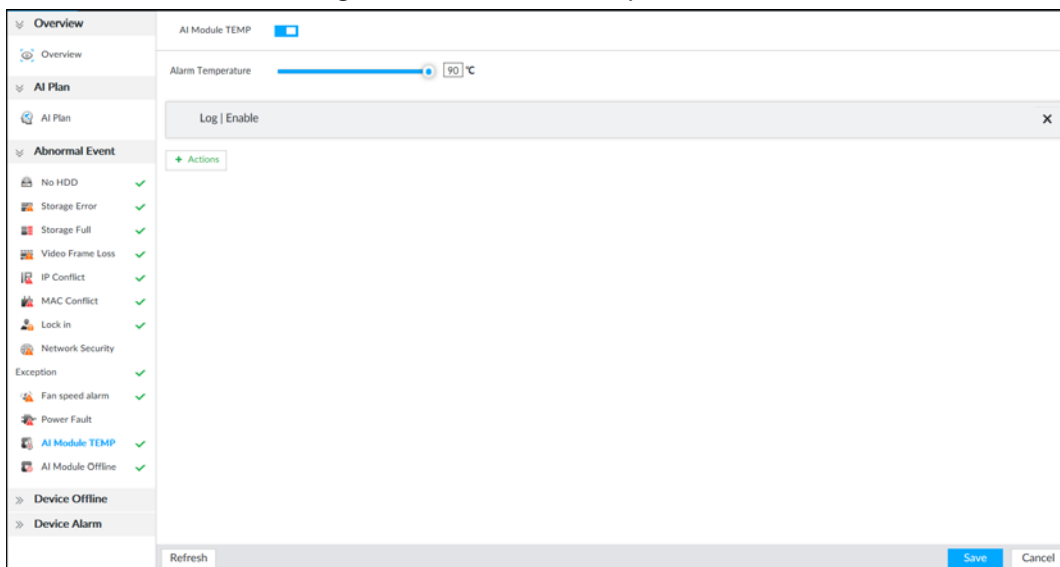 Overview
Overview
AI Plan
AI Plan
Abnormal Event
No HDD
Storage Error
Storage Full
Video Frame Loss
IP Conflict
MAC Conflict
Lock in
Network Security
Exception
Fan speed alarm
Power Fault
AI Module TEMP
AI Module Offline
Device Offline
Device Alarm
AI Module TEMP
Alarm Temperature 90 °C
Log | Enable X
+ Actions
Refresh Save Cancel